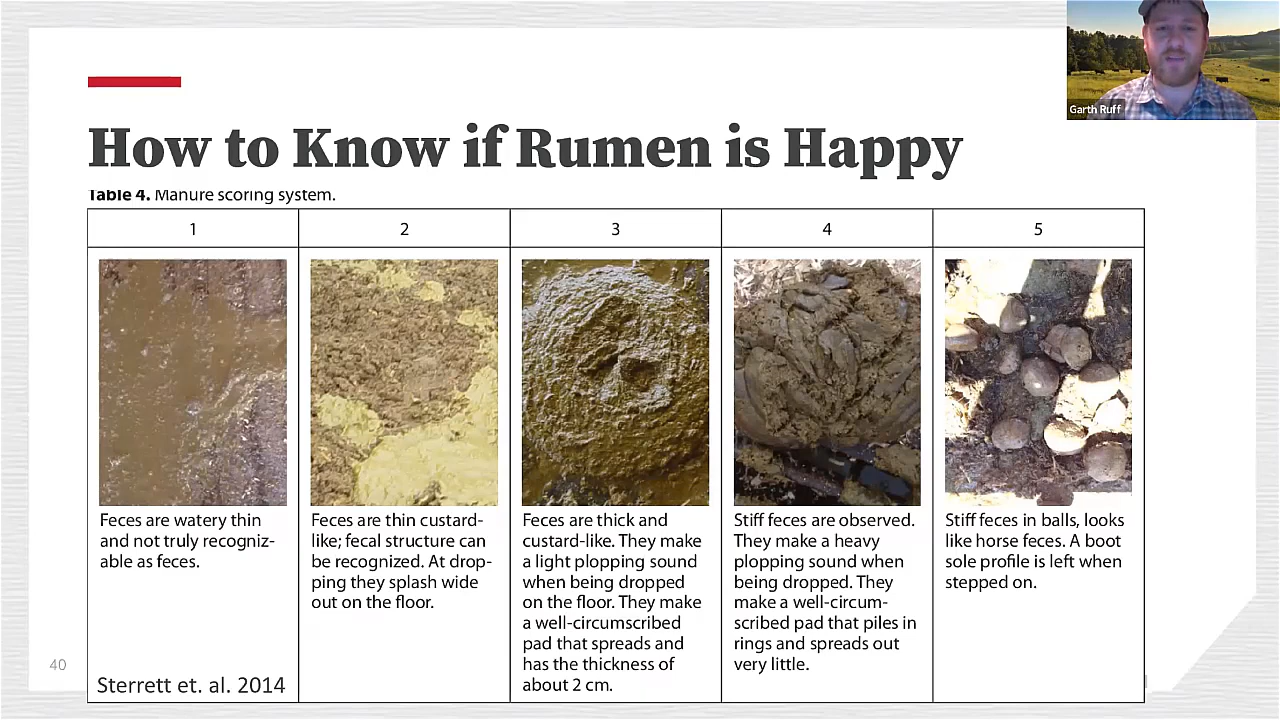 Garth Ruff
How to Know if Rumen is Happy
Table 4. Manure scoring system.
1
2
3
4
5
Feces are watery thin
and not truly recogniz-
able as feces.
Feces are thin custard-
like; fecal structure can
be recognized. At drop-
ping they splash wide
out on the floor.
Feces are thick and
custard-like. They make
a light plopping sound
when being dropped
on the floor. They make
a well-circumscribed
pad that spreads and
has the thickness of
about 2 cm.
Stiff feces are observed.
They make a heavy
plopping sound when
being dropped. They
make a well-circum-
scribed pad that piles in
rings and spreads out
very little.
Stiff feces in balls, looks
like horse feces. A boot
sole profile is left when
stepped on.
40
Sterrett et. al. 2014